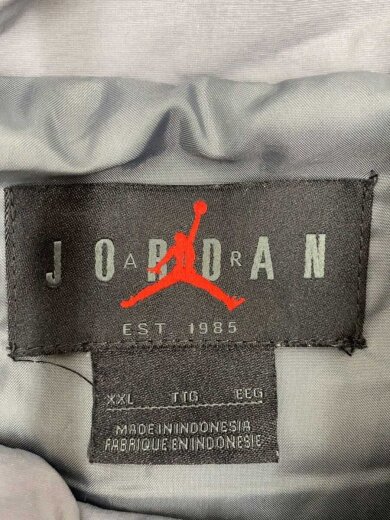 JORDAN
AIR
EST. 1985
XXL TTG EEG
MADE IN INDONESIA
FABRIQUE EN INDONESIE